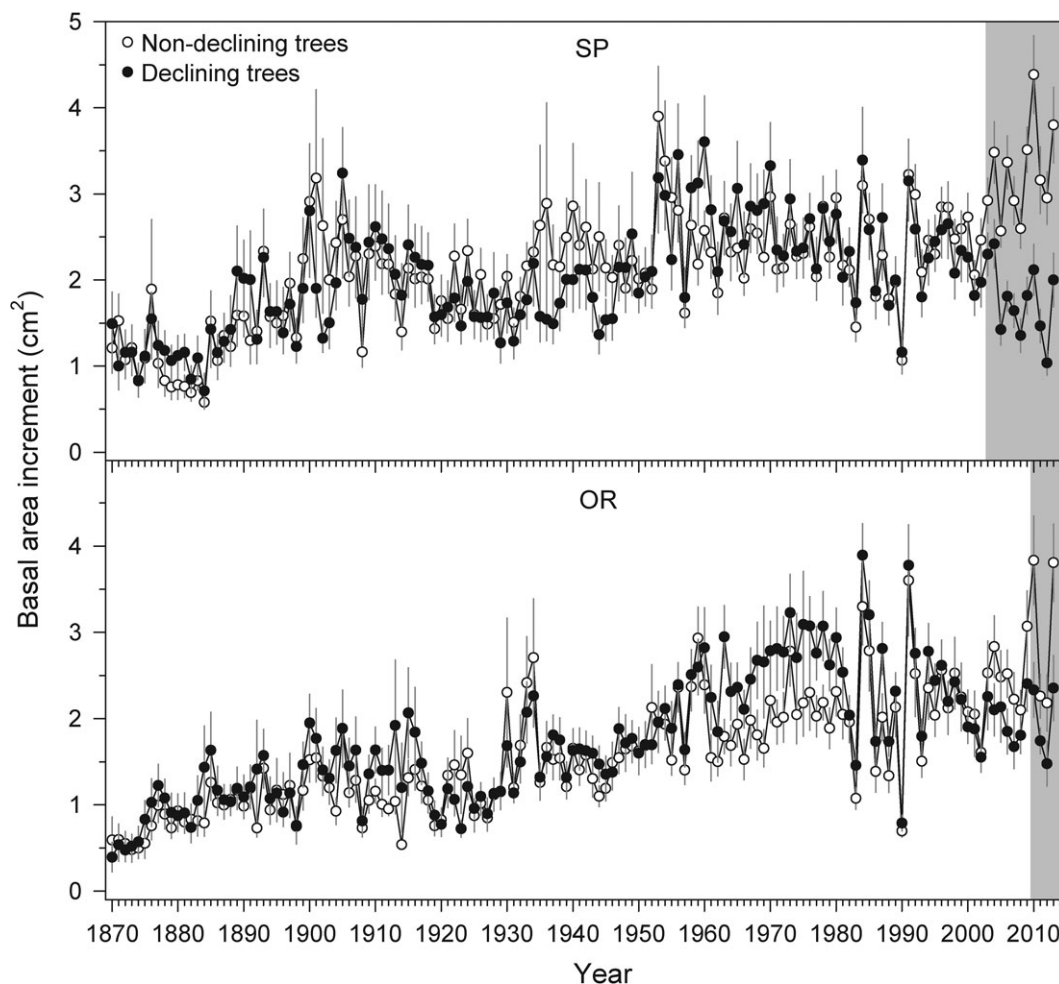 5
SP
Non-declining trees
Declining trees
4
3
2
1
0
OR
4
3
2
1
0
Basal area increment (cm²)
1870 1880 1890 1900 1910 1920 1930 1940 1950 1960 1970 1980 1990 2000 2010
Year